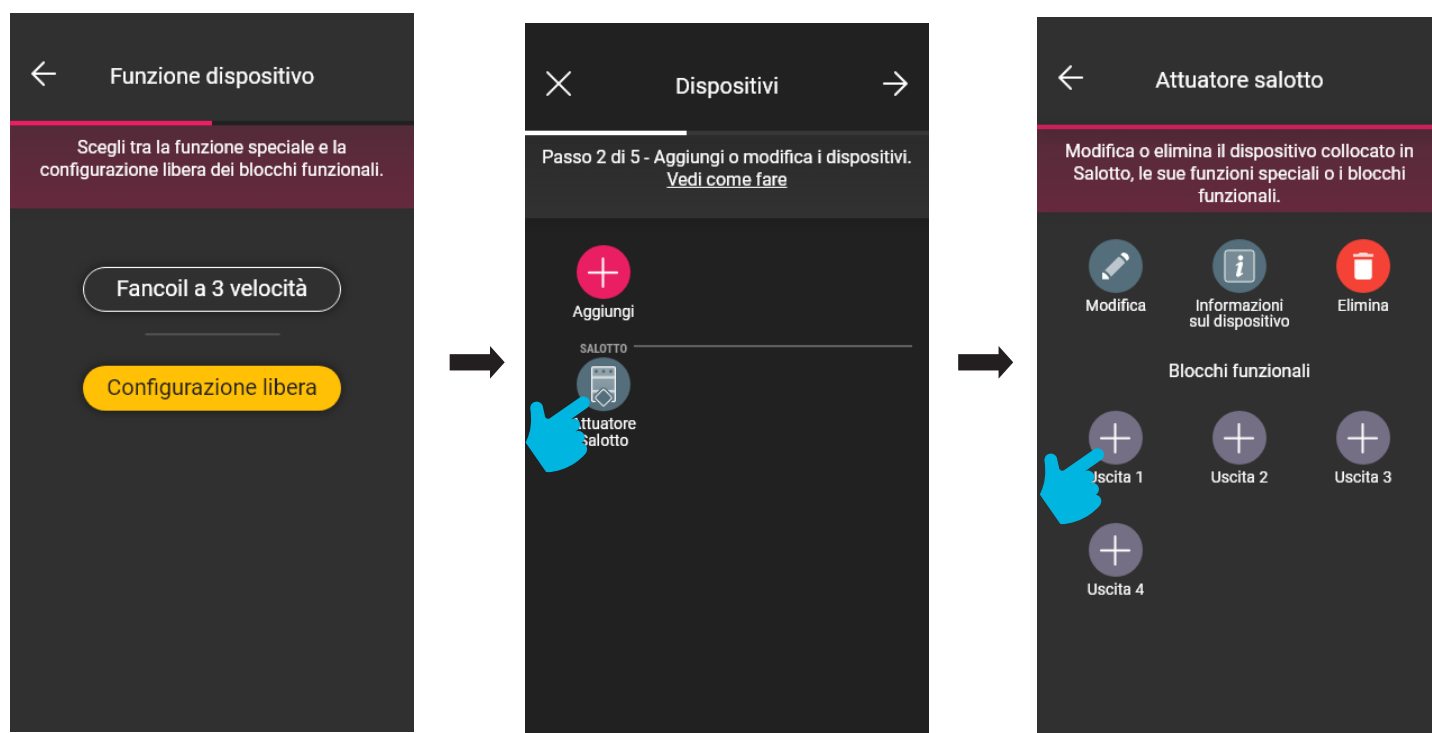 Funzione dispositivo
Scegli tra la funzione speciale e la
configurazione libera dei blocchi funzionali.
Fancoil a 3 velocità
Configurazione libera
Dispositivi
Passo 2 di 5 - Aggiungi o modifica i dispositivi.
Vedi come fare
Aggiungi
SALOTTO
Attuatore
Salotto
Attuatore salotto
Modifica o elimina il dispositivo collocato in
Salotto, le sue funzioni speciali o i blocchi
funzionali.
Modifica
Informazioni
sul dispositivo
Elimina
Blocchi funzionali
Uscita 1
Uscita 2
Uscita 3
Uscita 4